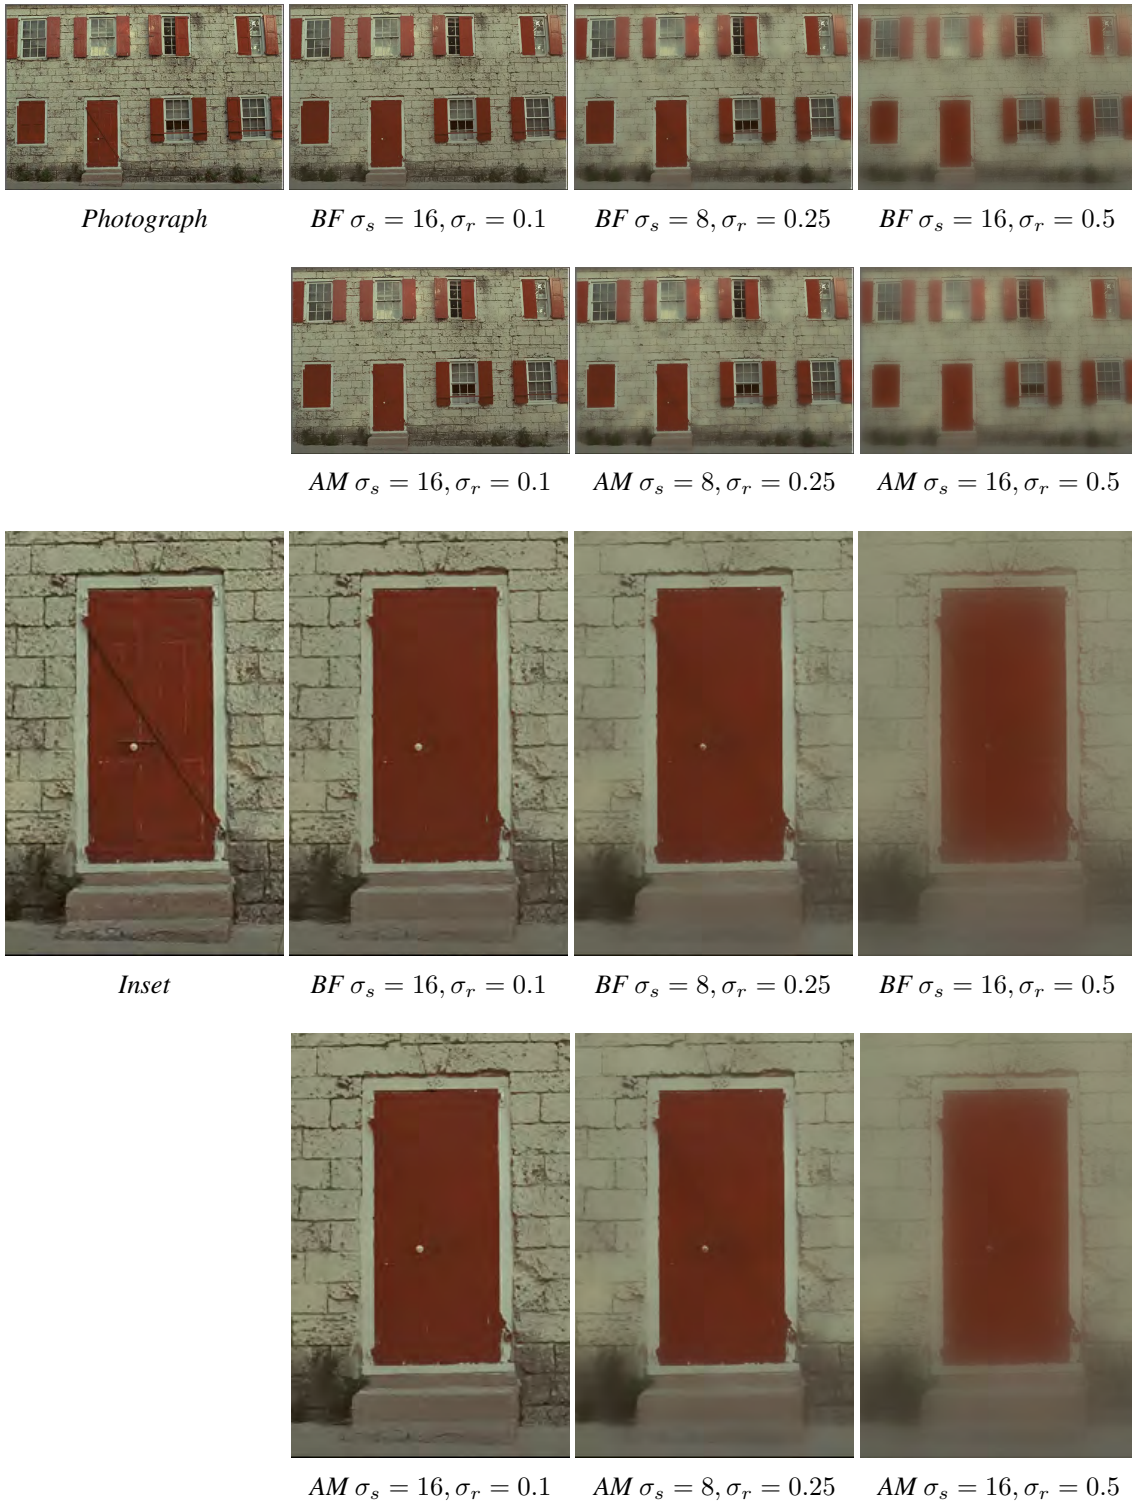 Photograph BF σₛ = 16, σᵣ = 0.1 BF σₛ = 8, σᵣ = 0.25 BF σₛ = 16, σᵣ = 0.5
AM σₛ = 16, σᵣ = 0.1 AM σₛ = 8, σᵣ = 0.25 AM σₛ = 16, σᵣ = 0.5
Inset BF σₛ = 16, σᵣ = 0.1 BF σₛ = 8, σᵣ = 0.25 BF σₛ = 16, σᵣ = 0.5
AM σₛ = 16, σᵣ = 0.1 AM σₛ = 8, σᵣ = 0.25 AM σₛ = 16, σᵣ = 0.5